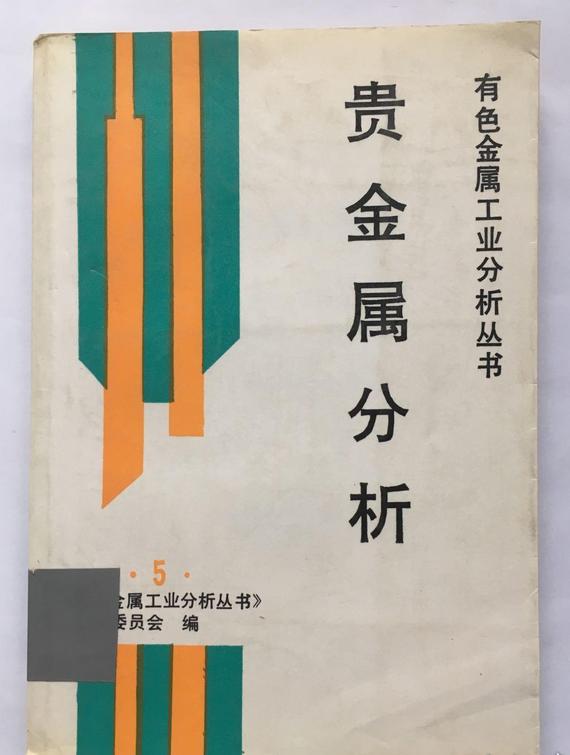 有色金属工业分析丛书
贵金属分析
·5·
金属工业分析丛书》
委员会 编